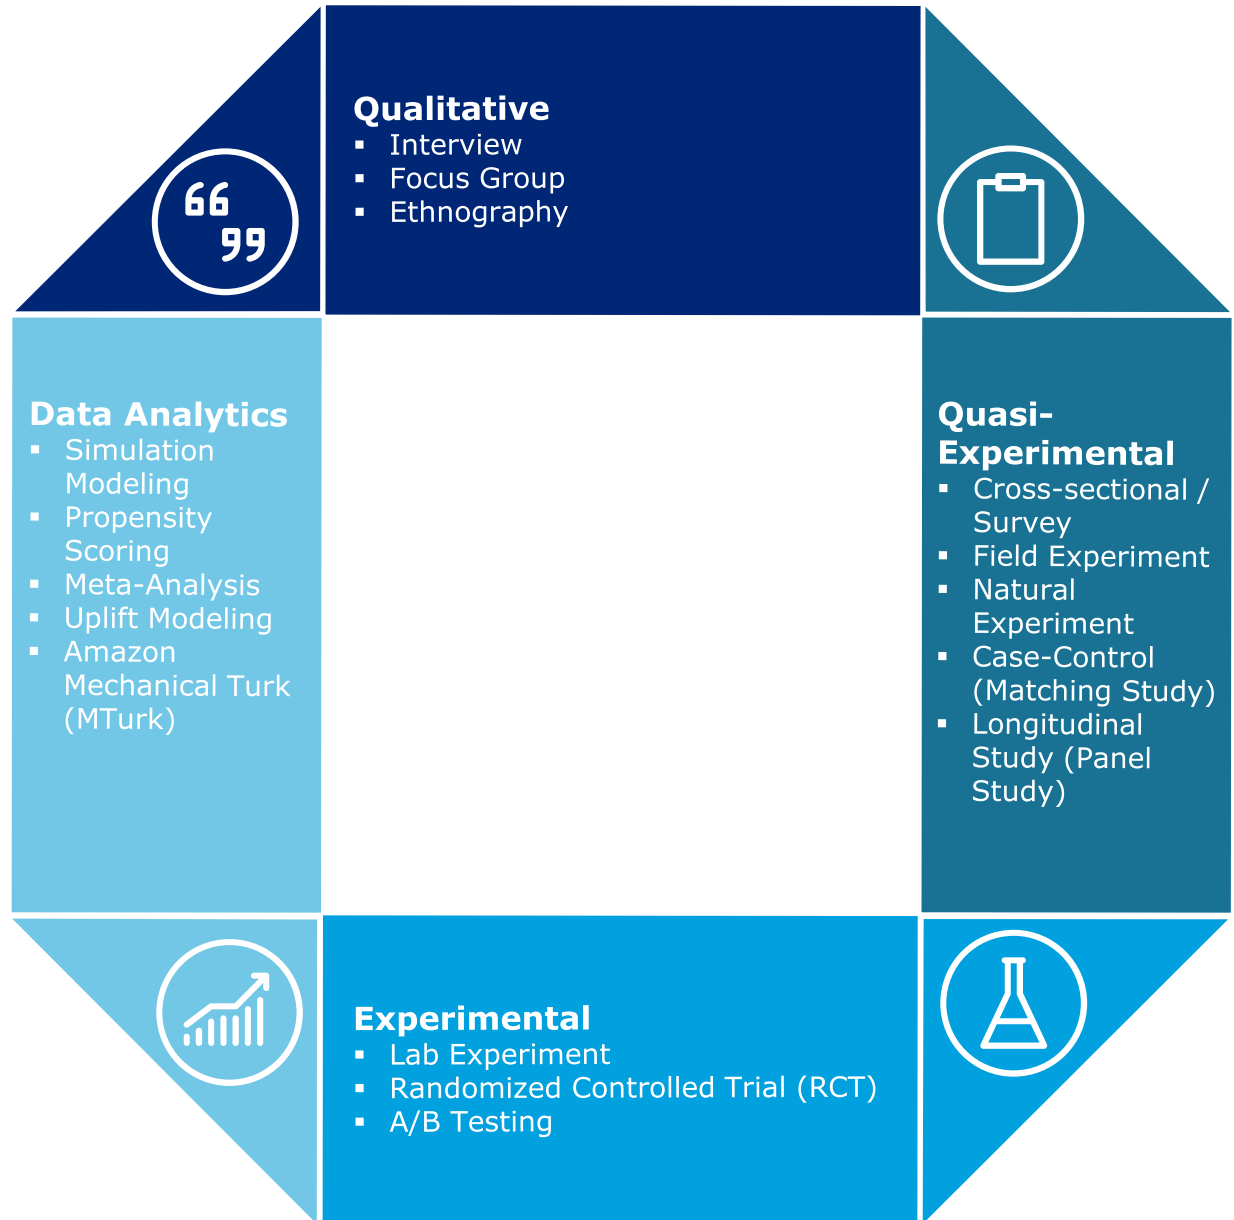 Qualitative
▪ Interview
▪ Focus Group
▪ Ethnography
Data Analytics
▪ Simulation
Modeling
▪ Propensity
Scoring
▪ Meta-Analysis
▪ Uplift Modeling
▪ Amazon
Mechanical Turk
(MTurk)
Quasi-
Experimental
▪ Cross-sectional /
Survey
▪ Field Experiment
▪ Natural
Experiment
▪ Case-Control
(Matching Study)
▪ Longitudinal
Study (Panel
Study)
Experimental
▪ Lab Experiment
▪ Randomized Controlled Trial (RCT)
▪ A/B Testing